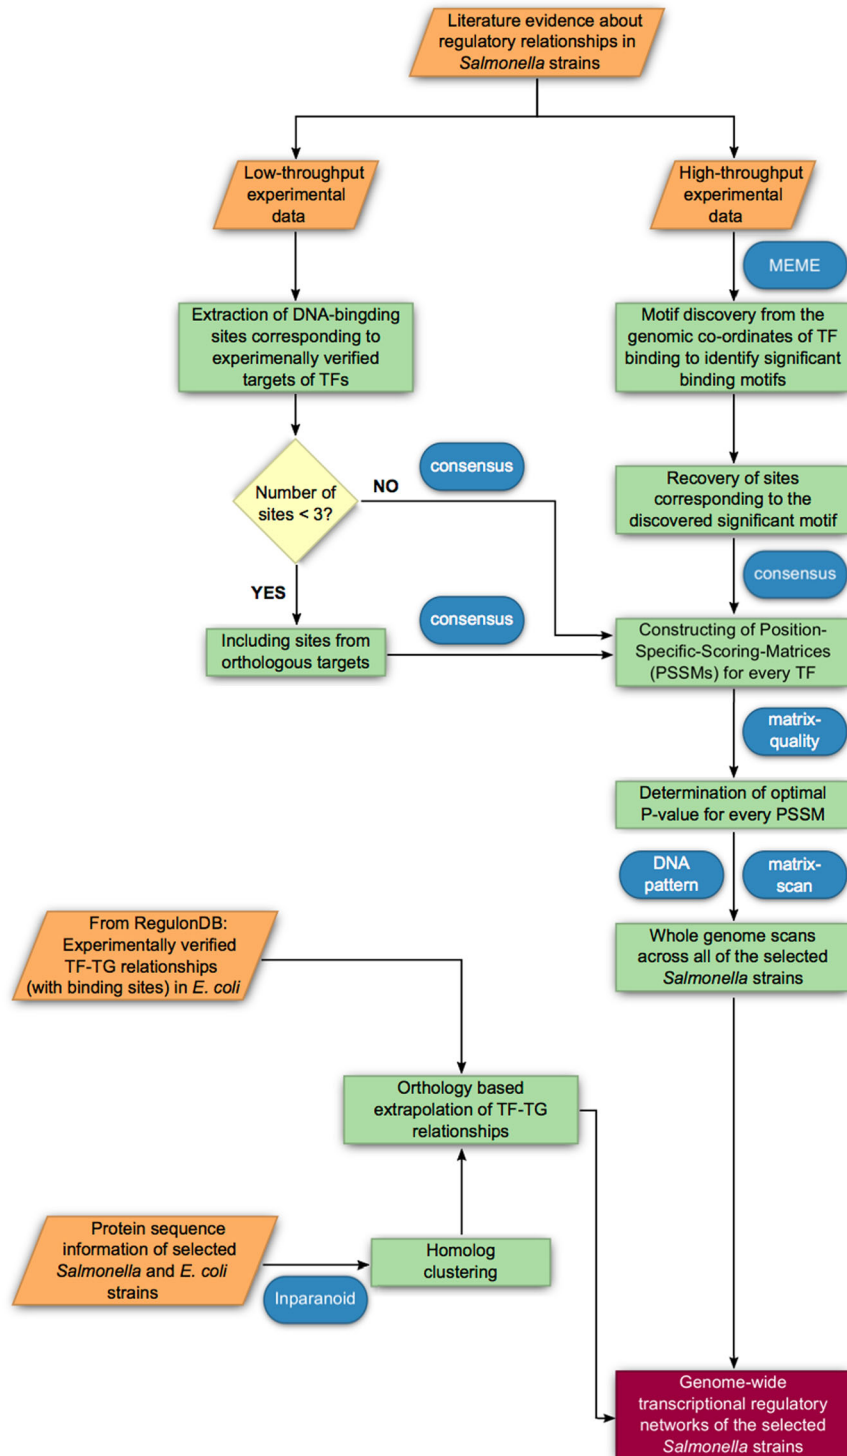 Literature evidence about
regulatory relationships in
Salmonella strains
Low-throughput
experimental
data
High-throughput
experimental
data
MEME
Extraction of DNA-bingding
sites corresponding to
experimenally verified
targets of TFs
Motif discovery from the
genomic co-ordinates of TF
binding to identify significant
binding motifs
Number of
sites < 3?
NO
consensus
Recovery of sites
corresponding to the
discovered significant motif
YES
consensus
consensus
Including sites from
orthologous targets
Constructing of Position-
Specific-Scoring-Matrices
(PSSMs) for every TF
matrix-
quality
Determination of optimal
P-value for every PSSM
DNA
pattern
matrix-
scan
From RegulonDB:
Experimentally verified
TF-TG relationships
(with binding sites) in E. coli
Whole genome scans
across all of the selected
Salmonella strains
Orthology based
extrapolation of TF-TG
relationships
Protein sequence
information of selected
Salmonella and E. coli
strains
Inparanoid
Homolog
clustering
Genome-wide
transcriptional regulatory
networks of the selected
Salmonella strains